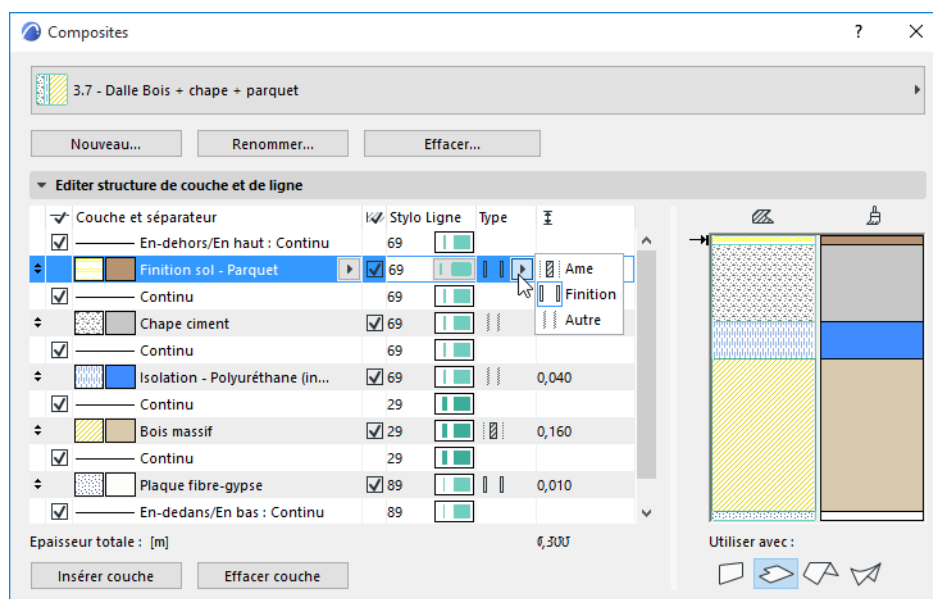 Composites ?
3.7 - Dalle Bois + chape + parquet
Nouveau... Renommer... Effacer...
Editer structure de couche et de ligne
Couche et séparateur Stylo Ligne Type
En-dehors/En haut : Continu 69
Finition sol - Parquet 69 Ame
Continu 69 Finition
Chape ciment 69 Autre
Continu 69
Isolation - Polyuréthane (in... 69 0,040
Continu 29
Bois massif 29 0,160
Continu 29
Plaque fibre-gypse 89 0,010
En-dedans/En bas : Continu 89
Epaisseur totale : [m] 0,300 Utiliser avec :
Insérer couche Effacer couche